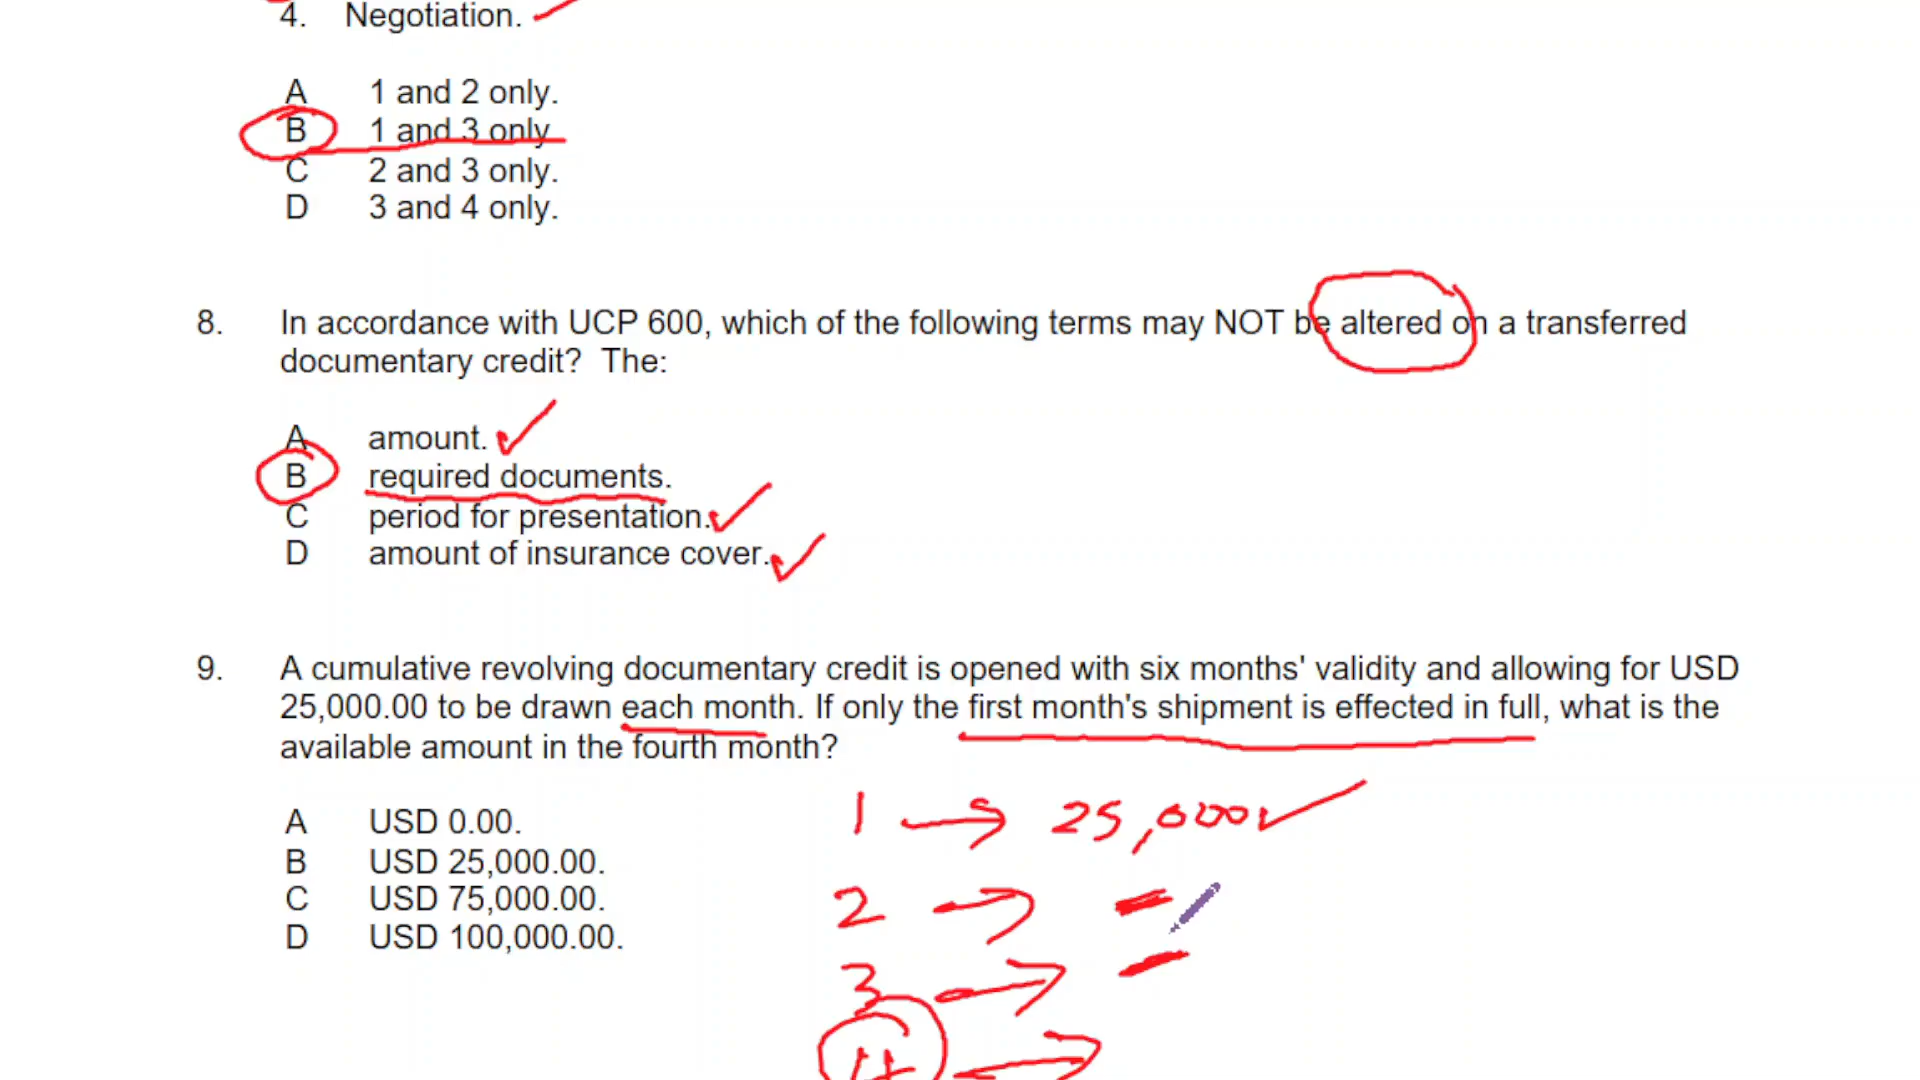 4. Negotiation.
A 1 and 2 only.
B 1 and 3 only
C 2 and 3 only.
D 3 and 4 only.
8. In accordance with UCP 600, which of the following terms may NOT be altered on a transferred
documentary credit? The:
A amount.
B required documents.
C period for presentation.
D amount of insurance cover.
9. A cumulative revolving documentary credit is opened with six months' validity and allowing for USD
25,000.00 to be drawn each month. If only the first month's shipment is effected in full, what is the
available amount in the fourth month?
A USD 0.00.
B USD 25,000.00.
C USD 75,000.00.
D USD 100,000.00.
1 → 25,000 ✓
2 → -
3 → -
4 →